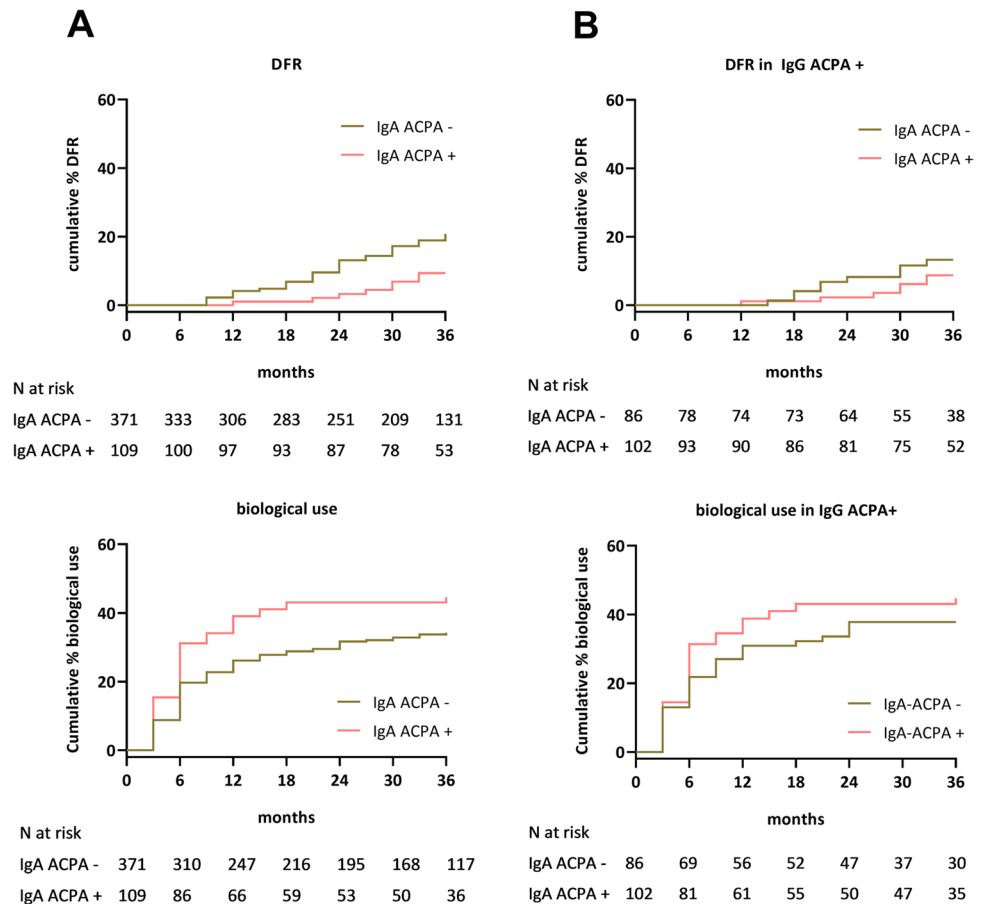 A
DFR
cumulative % DFR
60
40
20
0
IgA ACPA -
IgA ACPA +
0 6 12 18 24 30 36
months
N at risk
IgA ACPA - 371 333 306 283 251 209 131
IgA ACPA + 109 100 97 93 87 78 53
B
DFR in IgG ACPA +
cumulative % DFR
60
40
20
0
IgA ACPA -
IgA ACPA +
0 6 12 18 24 30 36
months
N at risk
IgA ACPA - 86 78 74 73 64 55 38
IgA ACPA + 102 93 90 86 81 75 52
biological use
Cumulative % biological use
60
40
20
0
IgA ACPA -
IgA ACPA +
0 6 12 18 24 30 36
months
N at risk
IgA ACPA - 371 310 247 216 195 168 117
IgA ACPA + 109 86 66 59 53 50 36
biological use in IgG ACPA+
Cumulative % biological use
60
40
20
0
IgA-ACPA -
IgA-ACPA +
0 6 12 18 24 30 36
months
N at risk
IgA ACPA - 86 69 56 52 47 37 30
IgA ACPA + 102 81 61 55 50 47 35